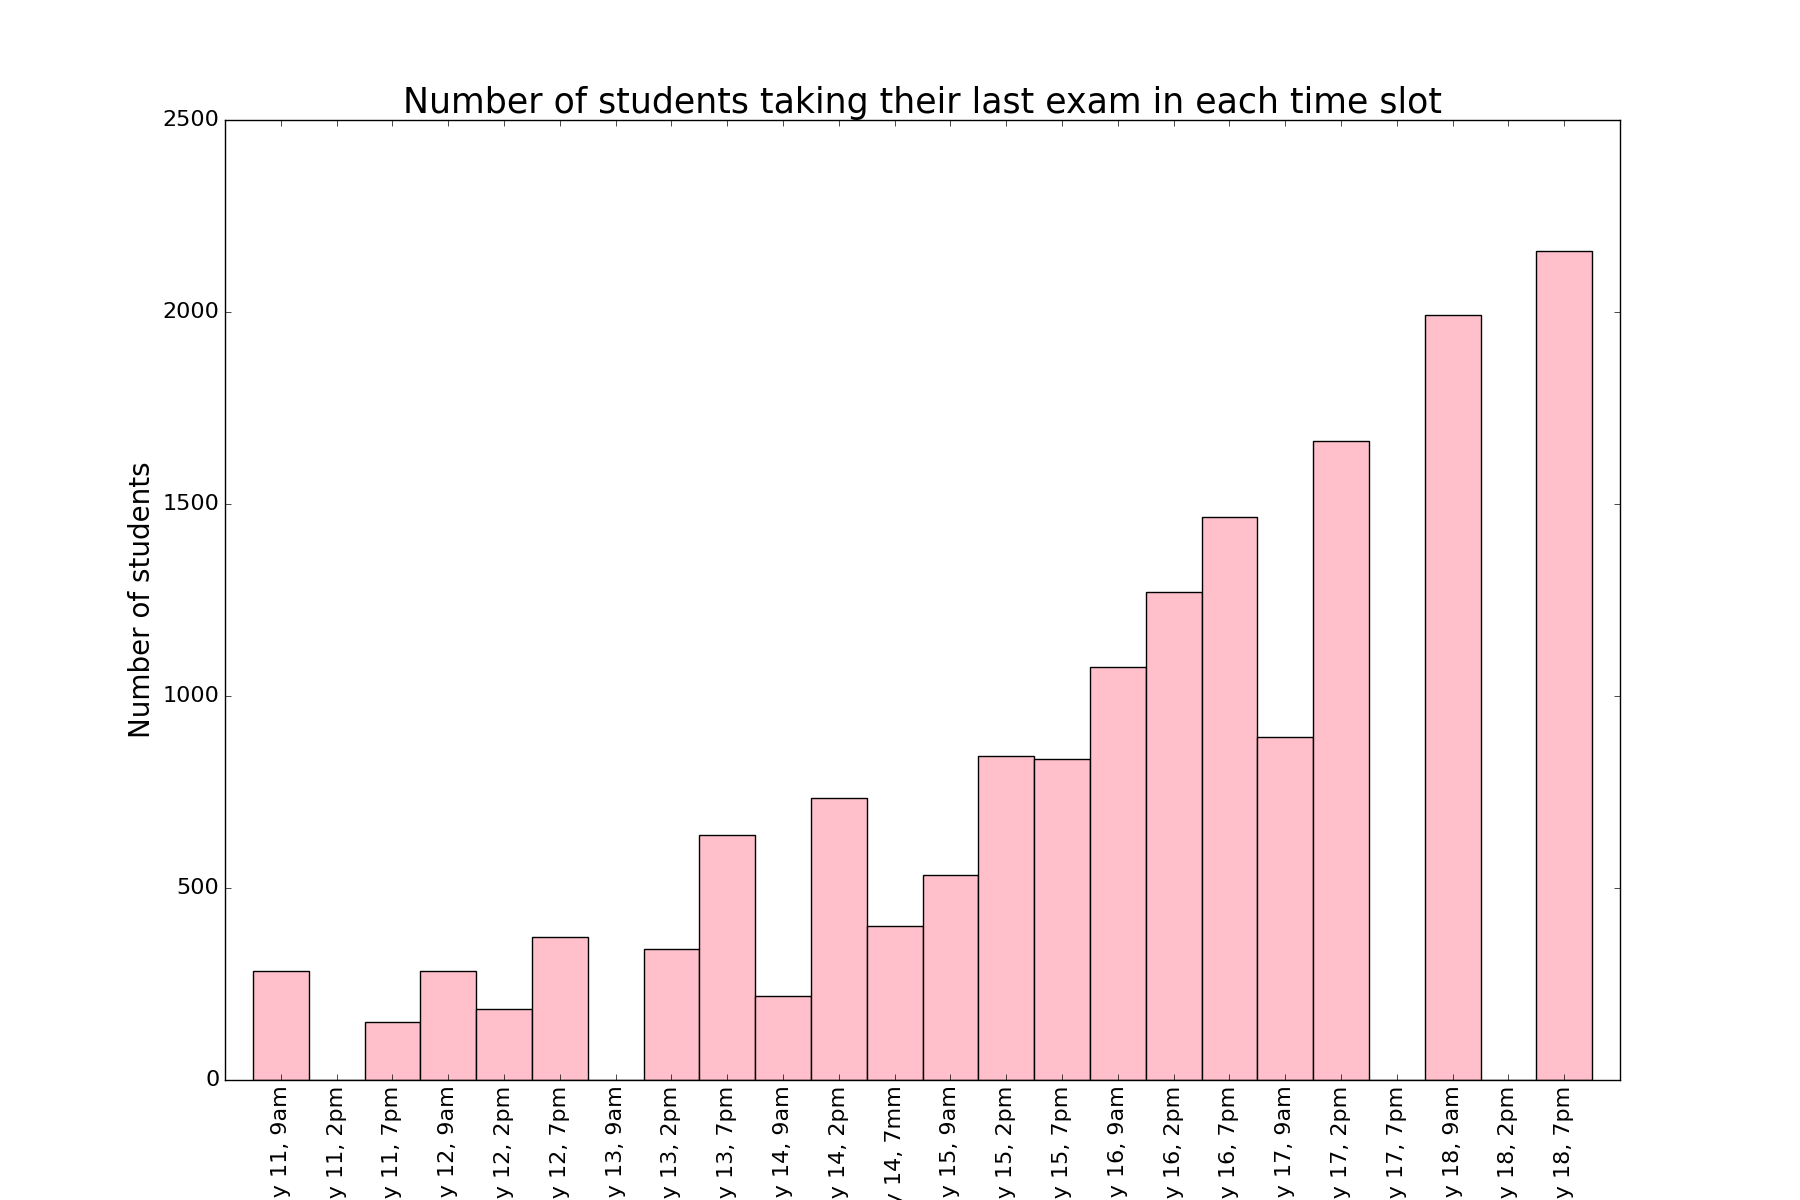 Number of students taking their last exam in each time slot
Number of students
2500
2000
1500
1000
500
0
y 11, 9am
y 11, 2pm
y 11, 7pm
y 12, 9am
y 12, 2pm
y 12, 7pm
y 13, 9am
y 13, 2pm
y 13, 7pm
y 14, 9am
y 14, 2pm
y 14, 7mm
y 15, 9am
y 15, 2pm
y 15, 7pm
y 16, 9am
y 16, 2pm
y 16, 7pm
y 17, 9am
y 17, 2pm
y 17, 7pm
y 18, 9am
y 18, 2pm
y 18, 7pm